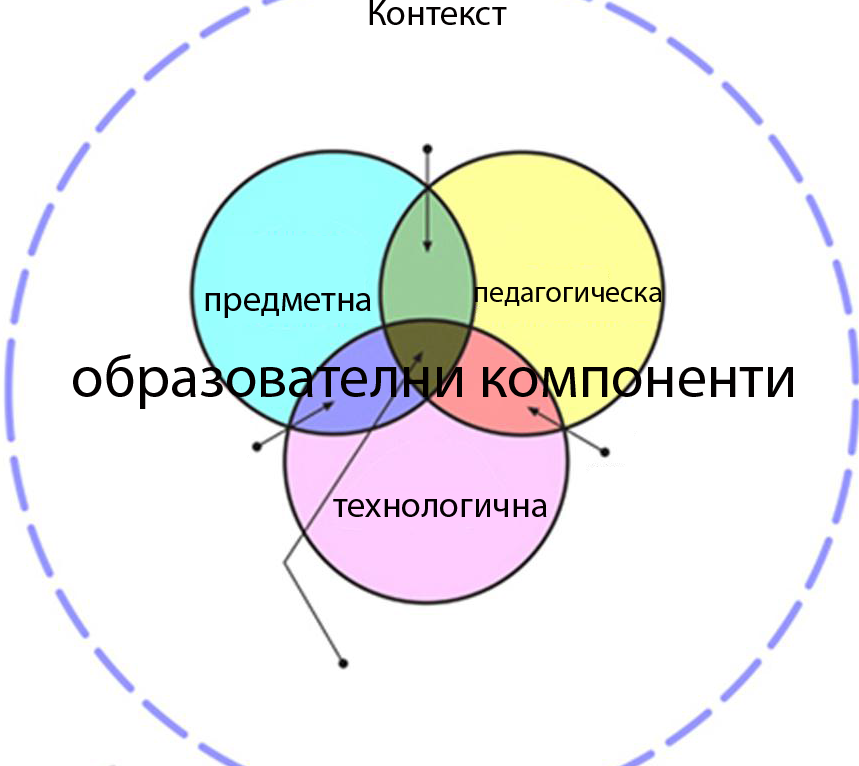 Контекст
предметна
педагогическа
образователни компоненти
технологична